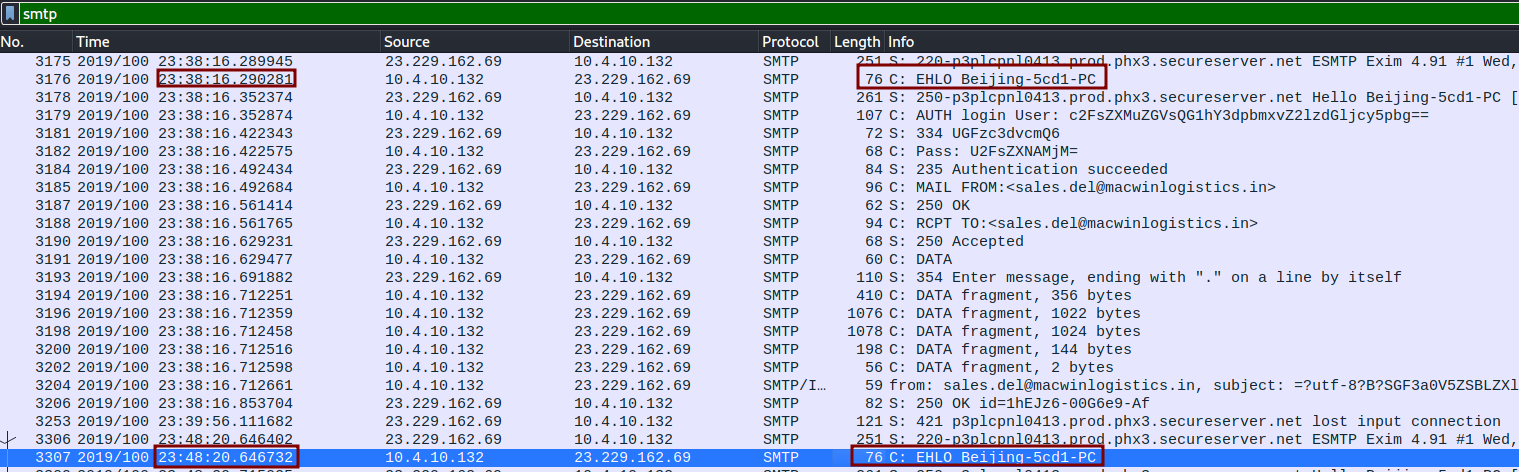 smtp
No. Time Source Destination Protocol Length Info
3175 2019/100 23:38:16.289945 23.229.162.69 10.4.10.132 SMTP 251 S: 220-p3plcpnl0413.prod.phx3.secureserver.net ESMTP Exim 4.91 #1 Wed,
3176 2019/100 23:38:16.290281 10.4.10.132 23.229.162.69 SMTP 76 C: EHLO Beijing-5cd1-PC
3178 2019/100 23:38:16.352374 23.229.162.69 10.4.10.132 SMTP 261 S: 250-p3plcpnl0413.prod.phx3.secureserver.net Hello Beijing-5cd1-PC [
3179 2019/100 23:38:16.352874 10.4.10.132 23.229.162.69 SMTP 107 C: AUTH login User: c2FsZXMuZGVsQG1hY3dpbmxvZ2lzdGljcy5pbg==
3181 2019/100 23:38:16.422343 23.229.162.69 10.4.10.132 SMTP 72 S: 334 UGFzc3dvcmQ6
3182 2019/100 23:38:16.422575 10.4.10.132 23.229.162.69 SMTP 68 C: Pass: U2FsZXNAMjM=
3184 2019/100 23:38:16.492434 23.229.162.69 10.4.10.132 SMTP 84 S: 235 Authentication succeeded
3185 2019/100 23:38:16.492684 10.4.10.132 23.229.162.69 SMTP 96 C: MAIL FROM:<sales.del@macwinlogistics.in>
3187 2019/100 23:38:16.561414 23.229.162.69 10.4.10.132 SMTP 62 S: 250 OK
3188 2019/100 23:38:16.561765 10.4.10.132 23.229.162.69 SMTP 94 C: RCPT TO:<sales.del@macwinlogistics.in>
3190 2019/100 23:38:16.629231 23.229.162.69 10.4.10.132 SMTP 68 S: 250 Accepted
3191 2019/100 23:38:16.629477 10.4.10.132 23.229.162.69 SMTP 60 C: DATA
3193 2019/100 23:38:16.691882 23.229.162.69 10.4.10.132 SMTP 110 S: 354 Enter message, ending with "." on a line by itself
3194 2019/100 23:38:16.712251 10.4.10.132 23.229.162.69 SMTP 410 C: DATA fragment, 356 bytes
3196 2019/100 23:38:16.712359 10.4.10.132 23.229.162.69 SMTP 1076 C: DATA fragment, 1022 bytes
3198 2019/100 23:38:16.712458 10.4.10.132 23.229.162.69 SMTP 1078 C: DATA fragment, 1024 bytes
3200 2019/100 23:38:16.712516 10.4.10.132 23.229.162.69 SMTP 198 C: DATA fragment, 144 bytes
3202 2019/100 23:38:16.712598 10.4.10.132 23.229.162.69 SMTP 56 C: DATA fragment, 2 bytes
3204 2019/100 23:38:16.712661 10.4.10.132 23.229.162.69 SMTP/I… 59 from: sales.del@macwinlogistics.in, subject: =?utf-8?B?SGF3a0V5ZSBLZXl
3206 2019/100 23:38:16.853704 23.229.162.69 10.4.10.132 SMTP 82 S: 250 OK id=1hEJz6-00G6e9-Af
3253 2019/100 23:39:56.111682 23.229.162.69 10.4.10.132 SMTP 121 S: 421 p3plcpnl0413.prod.phx3.secureserver.net lost input connection
3306 2019/100 23:48:20.646402 23.229.162.69 10.4.10.132 SMTP 251 S: 220-p3plcpnl0413.prod.phx3.secureserver.net ESMTP Exim 4.91 #1 Wed,
3307 2019/100 23:48:20.646732 10.4.10.132 23.229.162.69 SMTP 76 C: EHLO Beijing-5cd1-PC